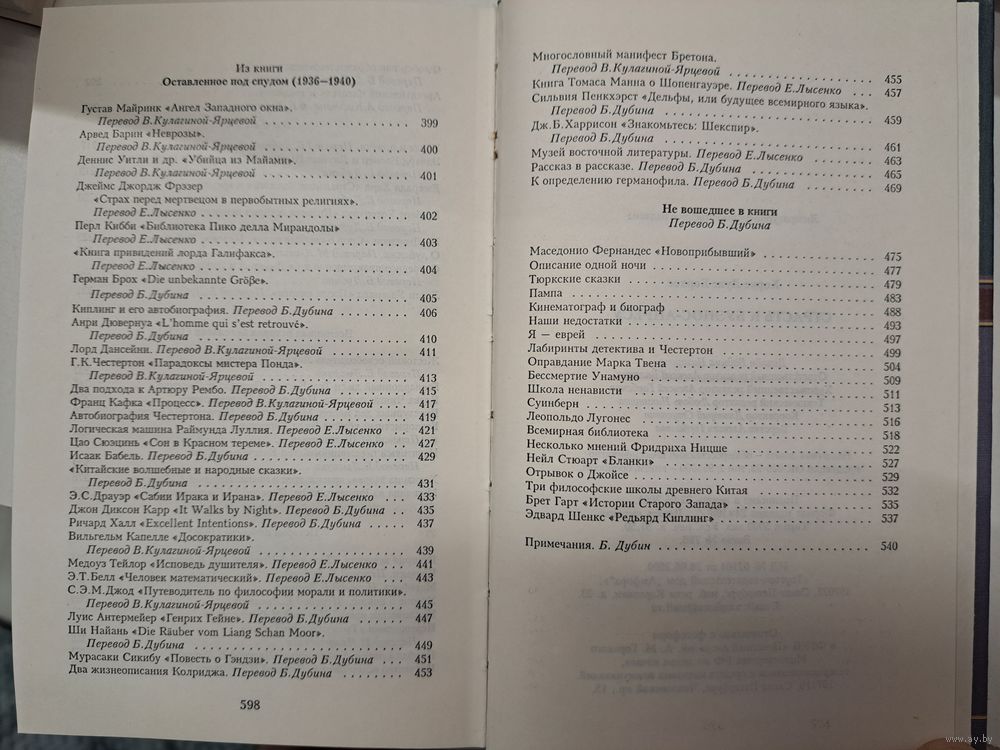 Из книги
Оставленное под спудом (1936—1940)
Густав Майринк «Ангел Западного окна».
Перевод В.Кулагиной-Ярцевой . . . . . . . . . . . . . . 399
Арвед Барин «Неврозы».
Перевод В.Кулагиной-Ярцевой . . . . . . . . . . . . . . 400
Деннис Уитли и др. «Убийца из Майами».
Перевод В.Кулагиной-Ярцевой . . . . . . . . . . . . . . 401
Джеймс Джордж Фрэзер
«Страх перед мертвецом в первобытных религиях».
Перевод Е.Лысенко . . . . . . . . . . . . . . 402
Перл Кибби «Библиотека Пико делла Мирандолы»
Перевод Е.Лысенко . . . . . . . . . . . . . . 403
«Книга привидений лорда Галифакса».
Перевод Е.Лысенко . . . . . . . . . . . . . . 404
Герман Брох «Die unbekannte Größe».
Перевод Б.Дубина . . . . . . . . . . . . . . 405
Киплинг и его автобиография. Перевод Б.Дубина . . . . . . . 406
Анри Дювернуа «L'homme qui s'est retrouvé».
Перевод Б.Дубина . . . . . . . . . . . . . . 410
Лорд Дансейни. Перевод В.Кулагиной-Ярцевой . . . . . . . 411
Г.К.Честертон «Парадоксы мистера Понда».
Перевод В.Кулагиной-Ярцевой . . . . . . . . . . . . . . 413
Два подхода к Артюру Рембо. Перевод Б.Дубина . . . . . . . 415
Франц Кафка «Процесс». Перевод В.Кулагиной-Ярцевой . . . . 417
Автобиография Честертона. Перевод Б.Дубина . . . . . . . 419
Логическая машина Раймунда Луллия. Перевод Е.Лысенко . . 421
Цао Сюэцинь «Сон в Красном тереме». Перевод Е.Лысенко . . . 427
Исаак Бабель. Перевод Б.Дубина . . . . . . . . . . . . . . 429
«Китайские волшебные и народные сказки».
Перевод Б.Дубина . . . . . . . . . . . . . . 431
Э.С.Драуэр «Сабии Ирака и Ирана». Перевод Е.Лысенко . . . . 433
Джон Диксон Карр «It Walks by Night». Перевод Б.Дубина . . 435
Ричард Халл «Excellent Intentions». Перевод Б.Дубина . . . . 437
Вильгельм Капелле «Досократики».
Перевод В.Кулагиной-Ярцевой . . . . . . . . . . . . . . 439
Медоуз Тейлор «Исповедь душителя». Перевод Е.Лысенко . . . 441
Э.Т.Белл «Человек математический». Перевод Е.Лысенко . . . 443
С.Э.М.Джод «Путеводитель по философии морали и политики».
Перевод В.Кулагиной-Ярцевой . . . . . . . . . . . . . . 445
Луис Антермейер «Генрих Гейне». Перевод Б.Дубина . . . . . 447
Ши Найань «Die Räuber vom Liang Schan Moor».
Перевод Б.Дубина . . . . . . . . . . . . . . 449
Мурасаки Сикибу «Повесть о Гэндзи». Перевод Б.Дубина . . . 451
Два жизнеописания Колриджа. Перевод Б.Дубина . . . . . . . 453
598
Многословный манифест Бретона.
Перевод В.Кулагиной-Ярцевой . . . . . . . . . . . . . . 455
Книга Томаса Манна о Шопенгауэре. Перевод Е.Лысенко . . . . 457
Сильвия Пенкхэрст «Дельфы, или будущее всемирного языка».
Перевод Б.Дубина . . . . . . . . . . . . . . 459
Дж.Б.Харрисон «Знакомьтесь: Шекспир».
Перевод Б.Дубина . . . . . . . . . . . . . . 461
Музей восточной литературы. Перевод Е.Лысенко . . . . . . . 463
Рассказ в рассказе. Перевод Б.Дубина . . . . . . . . . . . 465
К определению германофила. Перевод Б.Дубина . . . . . . . 469
Не вошедшее в книги
Перевод Б.Дубина
Маседонио Фернандес «Новоприбывший» . . . . . . . . . . 475
Описание одной ночи . . . . . . . . . . . . . . 477
Тюркские сказки . . . . . . . . . . . . . . 479
Пампа . . . . . . . . . . . . . . 483
Кинематограф и биограф . . . . . . . . . . . . . . 488
Наши недостатки . . . . . . . . . . . . . . 493
Я — еврей . . . . . . . . . . . . . . 497
Лабиринты детектива и Честертон . . . . . . . . . . . . . . 499
Оправдание Марка Твена . . . . . . . . . . . . . . 504
Бессмертие Унамуно . . . . . . . . . . . . . . 509
Школа ненависти . . . . . . . . . . . . . . 511
Суинберн . . . . . . . . . . . . . . 513
Леопольдо Лугонес . . . . . . . . . . . . . . 516
Всемирная библиотека . . . . . . . . . . . . . . 518
Несколько мнений Фридриха Ницше . . . . . . . . . . . . . . 522
Нейл Стюарт «Бланки» . . . . . . . . . . . . . . 527
Отрывок о Джойсе . . . . . . . . . . . . . . 529
Три философские школы древнего Китая . . . . . . . . . . 532
Брет Гарт «Истории Старого Запада» . . . . . . . . . . . . 535
Эдвард Шенкс «Редьярд Киплинг» . . . . . . . . . . . . . . 537
Примечания. Б. Дубин . . . . . . . . . . . . . . 540
www.ay.by